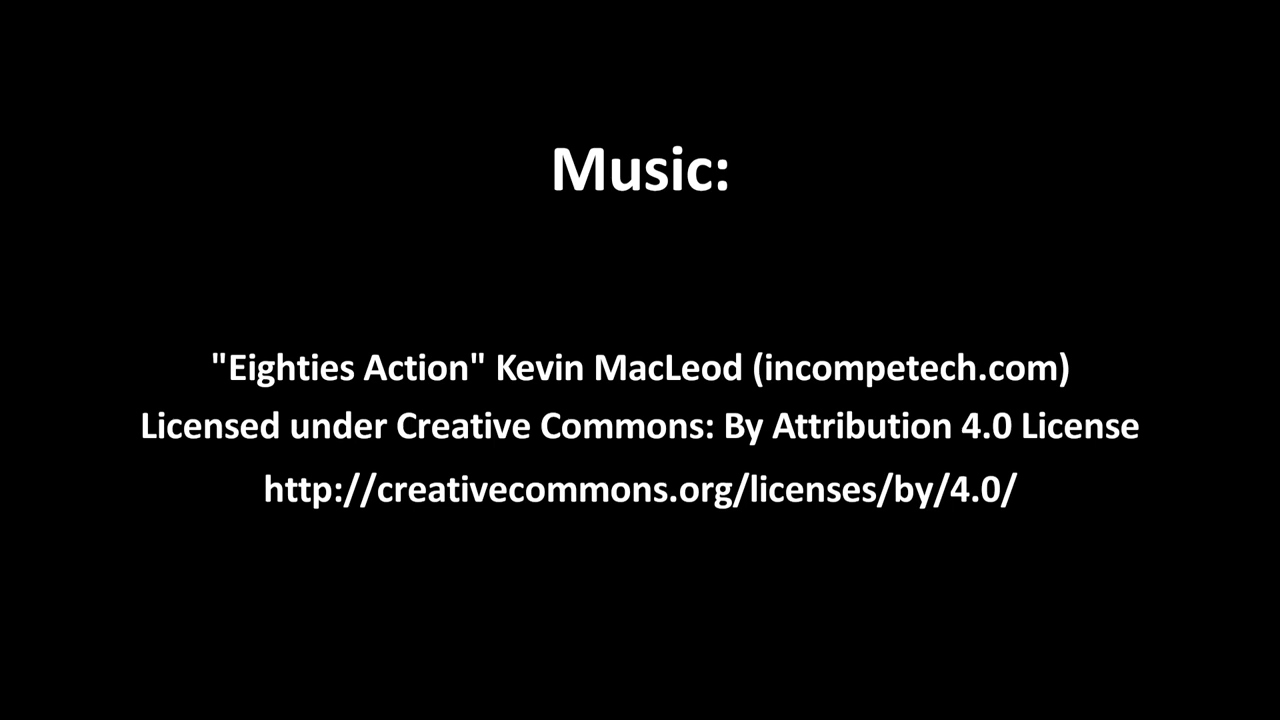 Music:
"Eighties Action" Kevin MacLeod (incompetech.com)
Licensed under Creative Commons: By Attribution 4.0 License
http://creativecommons.org/licenses/by/4.0/